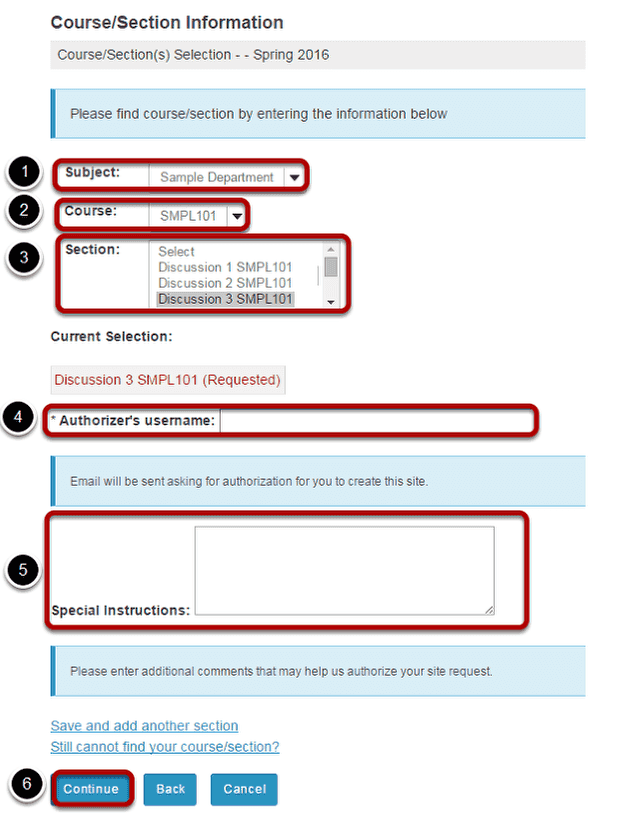 Course/Section Information
Course/Section(s) Selection - - Spring 2016
Please find course/section by entering the information below
1 Subject: Sample Department
2 Course: SMPL101
3 Section: Select
Discussion 1 SMPL101
Discussion 2 SMPL101
Discussion 3 SMPL101
Current Selection:
Discussion 3 SMPL101 (Requested)
4 * Authorizer's username:
Email will be sent asking for authorization for you to create this site.
5
Special Instructions:
Please enter additional comments that may help us authorize your site request.
Save and add another section
Still cannot find your course/section?
6 Continue Back Cancel